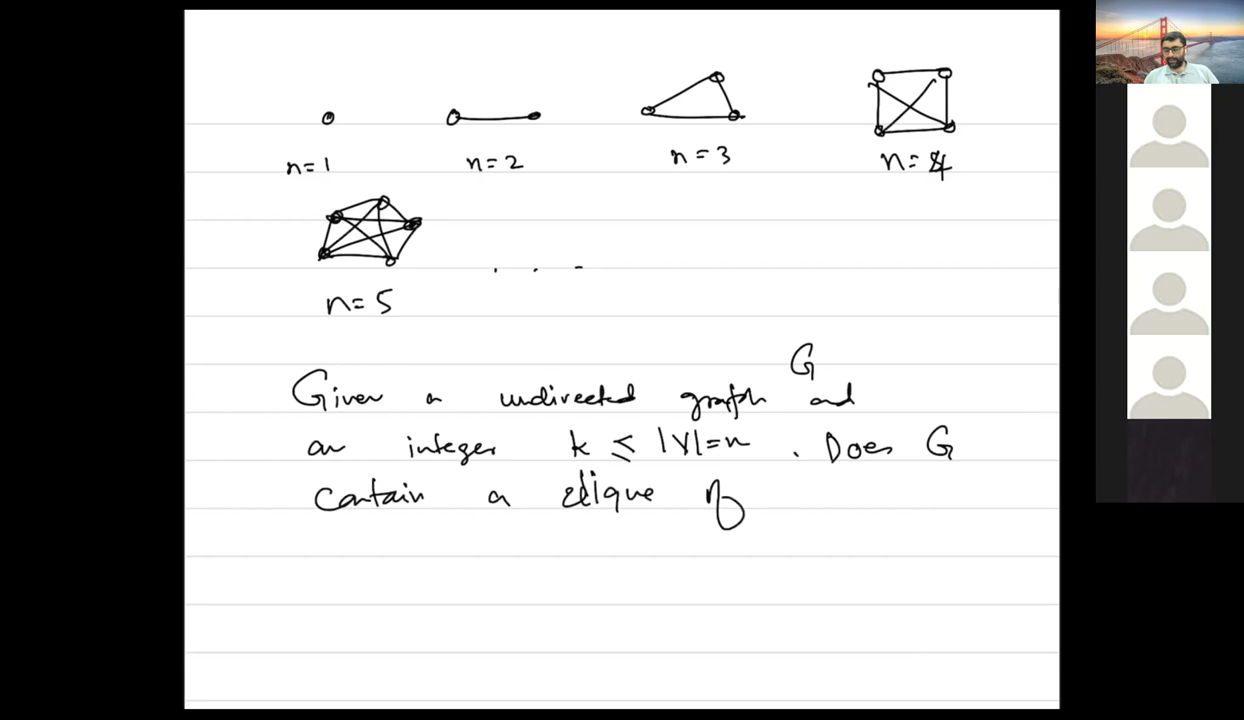 n=1 n=2 n=3 n=4
n=5 . . .
Given a undirected graph G and
an integer k ≤ |V|=n . Does G
contain a clique of